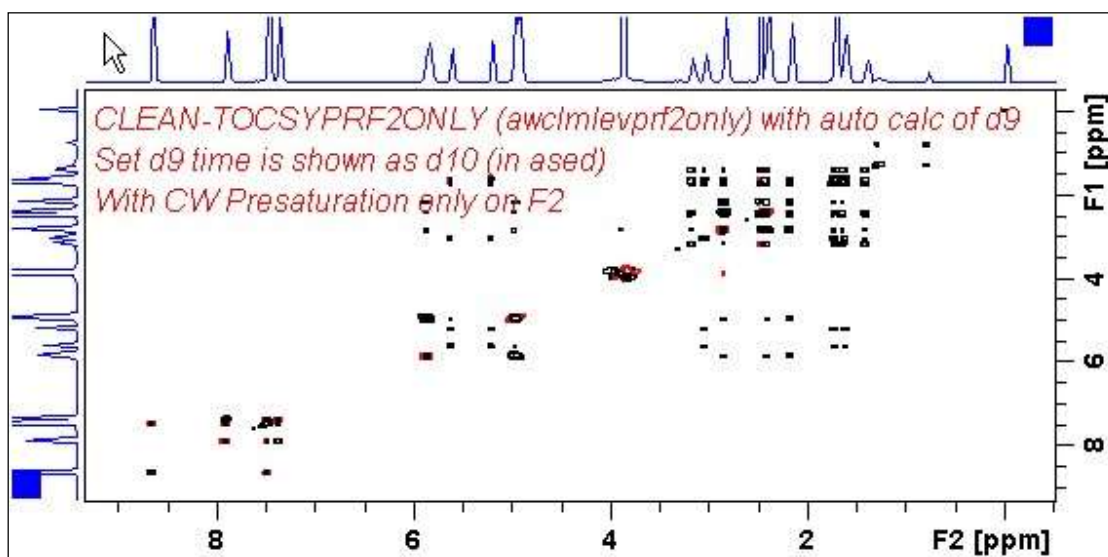 CLEAN-TOCSYPRF2ONLY (awclmlevprf2only) with auto calc of d9
Set d9 time is shown as d10 (in ased)
With CW Presaturation only on F2
F1 [ppm]
4
6
8
8 6 4 2 F2 [ppm]